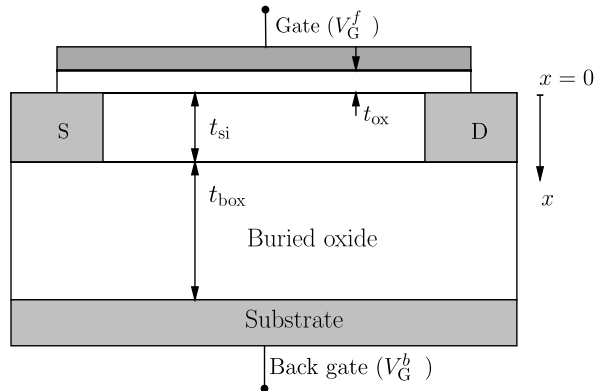 Gate (V_G^f )
x = 0
t_ox
S
t_si
D
t_box
x
Buried oxide
Substrate
Back gate (V_G^b )